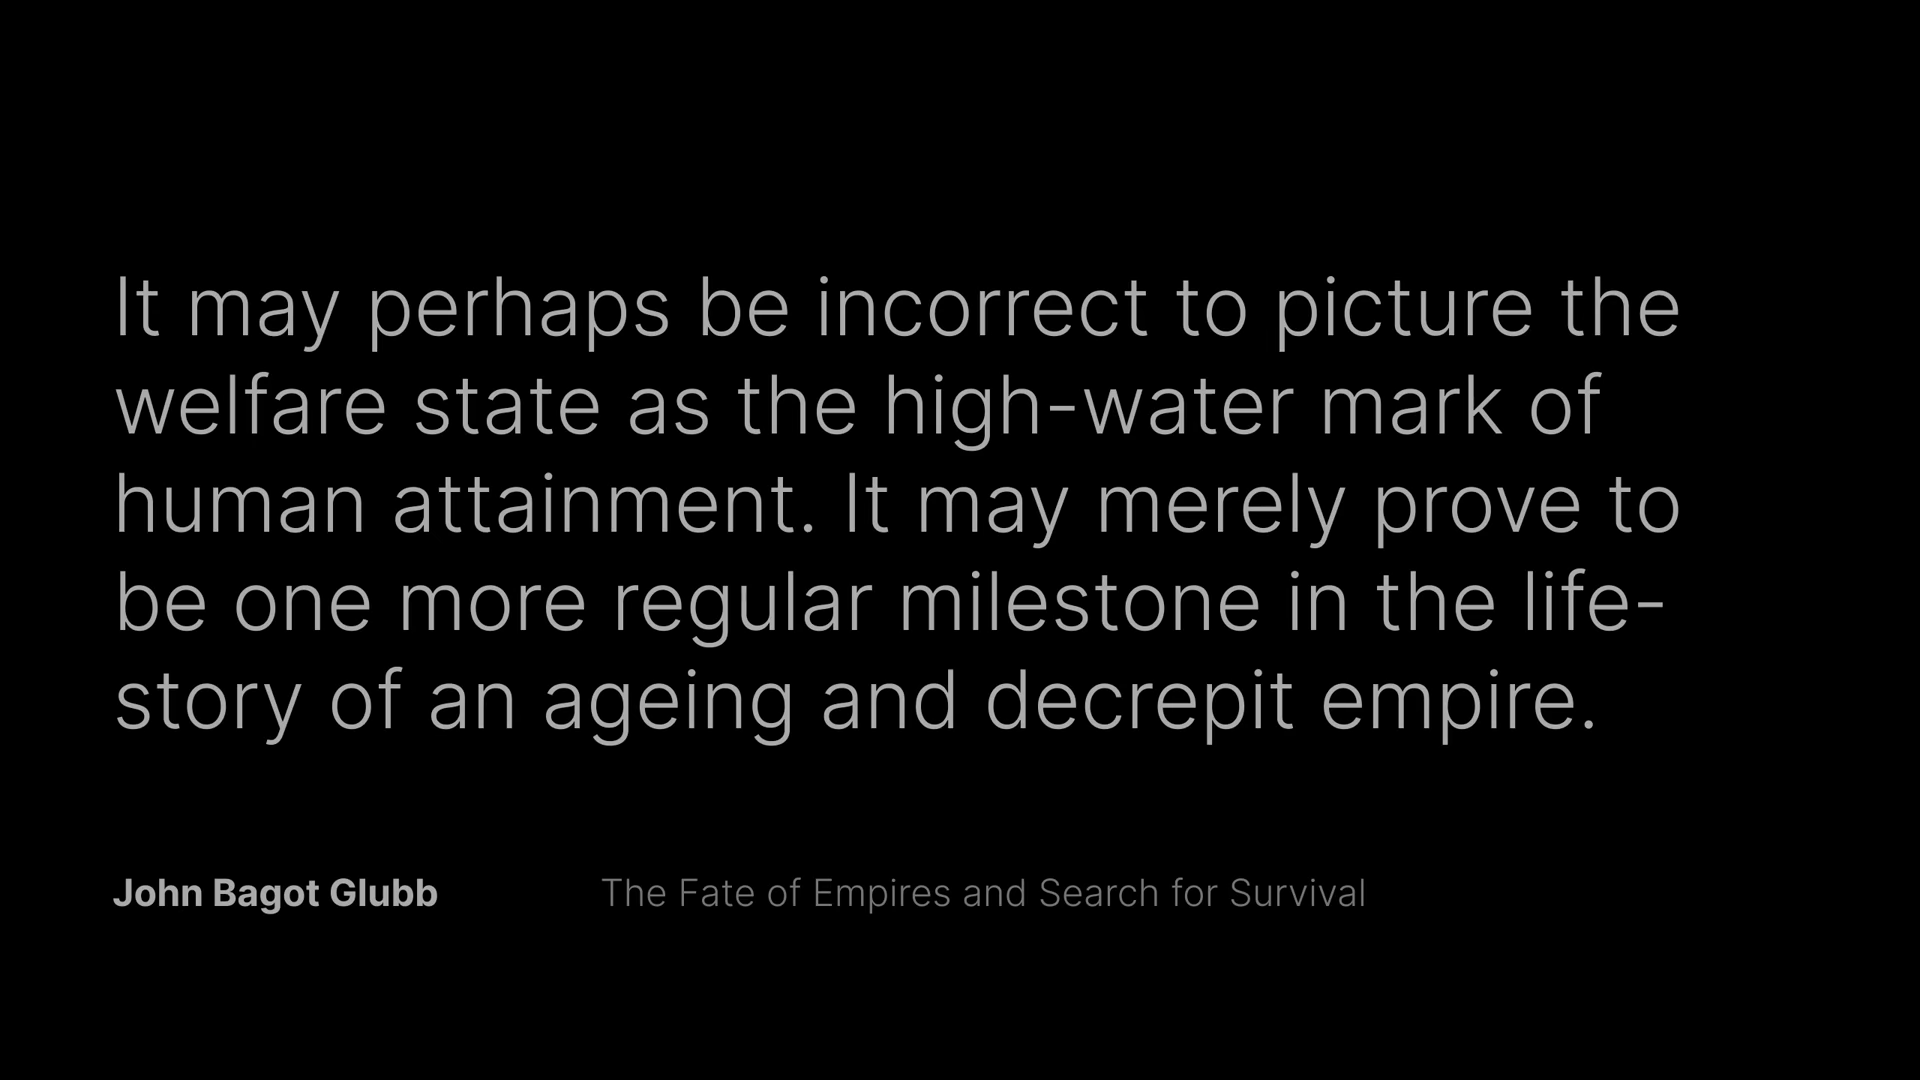 It may perhaps be incorrect to picture the
welfare state as the high-water mark of
human attainment. It may merely prove to
be one more regular milestone in the life-
story of an ageing and decrepit empire.
John Bagot Glubb The Fate of Empires and Search for Survival